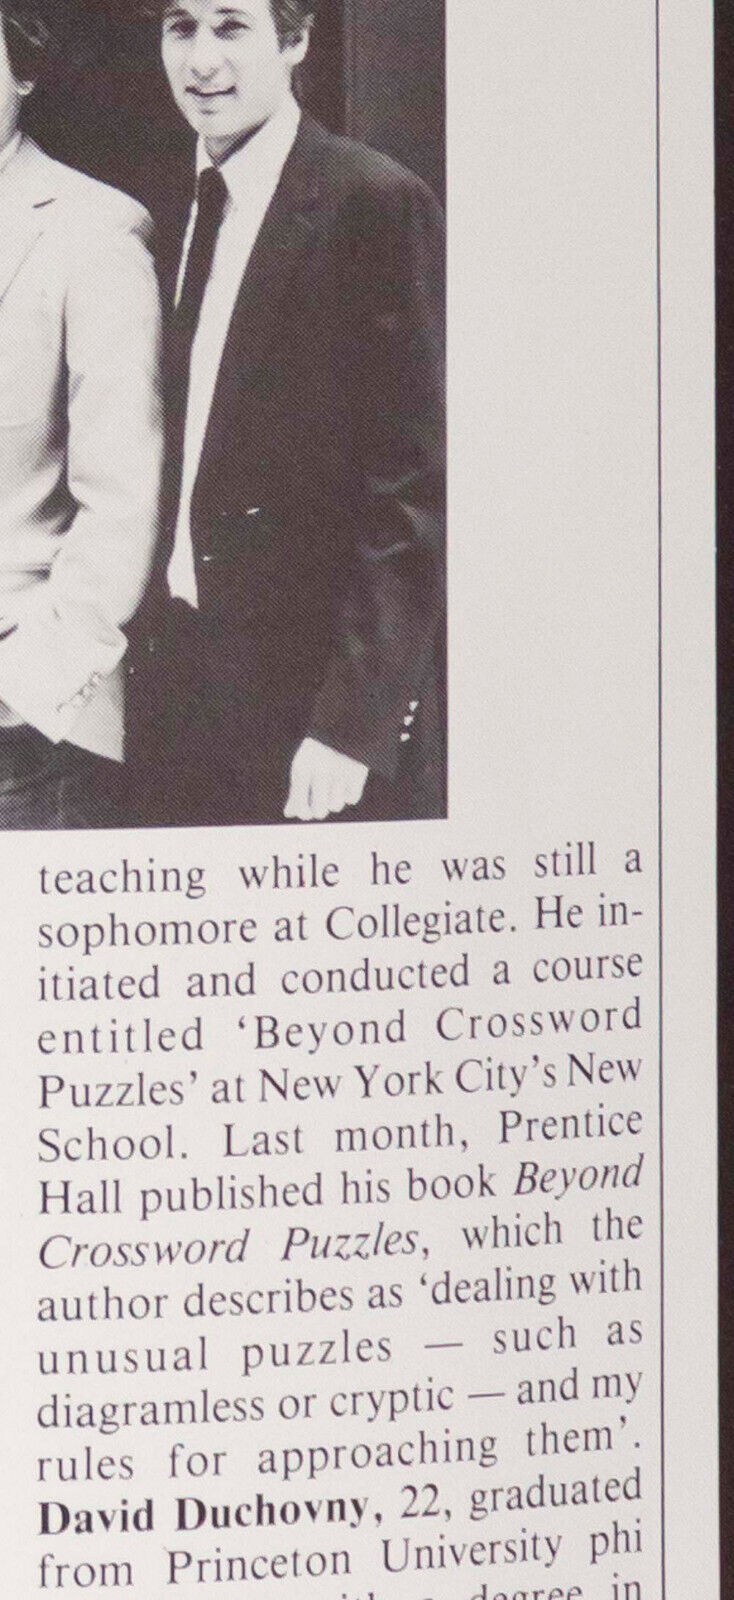 teaching while he was still a
sophomore at Collegiate. He in-
itiated and conducted a course
entitled ‘Beyond Crossword
Puzzles’ at New York City’s New
School. Last month, Prentice
Hall published his book Beyond
Crossword Puzzles, which the
author describes as ‘dealing with
unusual puzzles — such as
diagramless or cryptic — and my
rules for approaching them’.
David Duchovny, 22, graduated
from Princeton University phi
degree in